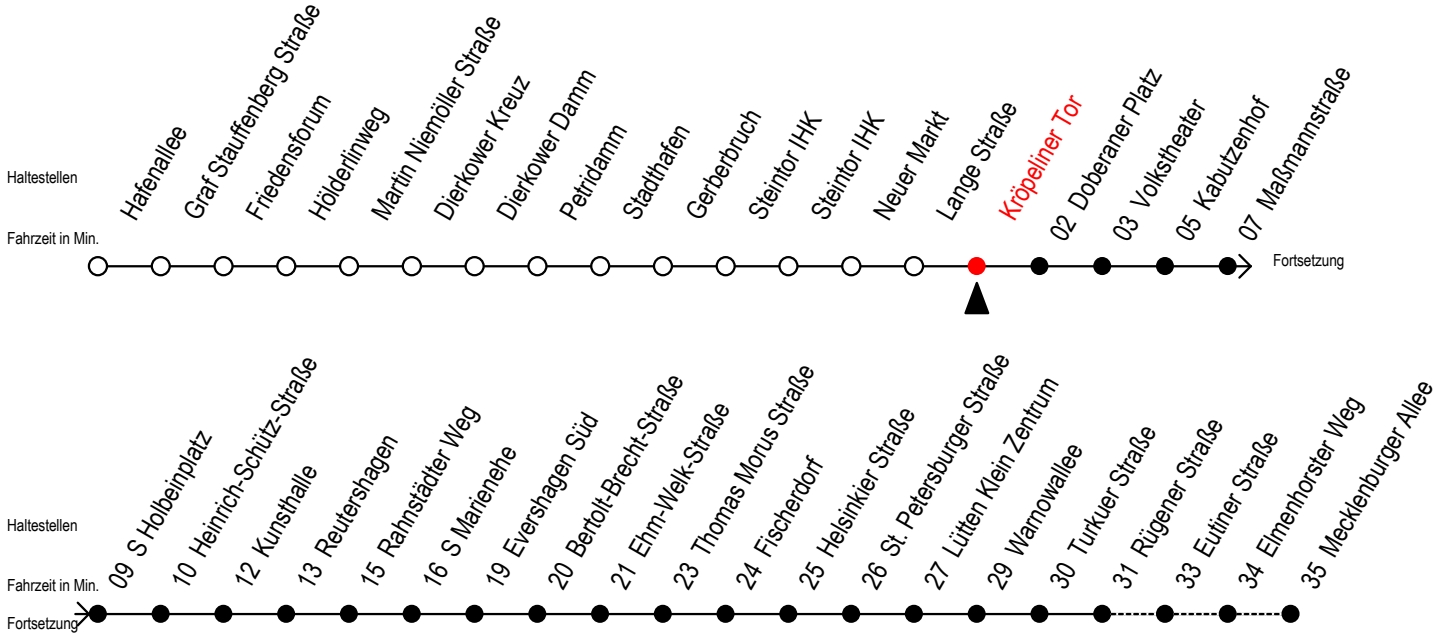 Haltestellen
Hafenallee
Graf Stauffenberg Straße
Friedensforum
Hölderlinweg
Martin Niemöller Straße
Dierkower Kreuz
Dierkower Damm
Petridamm
Stadthafen
Gerberbruch
Steintor IHK
Steintor IHK
Neuer Markt
Lange Straße
Kröpeliner Tor
02 Doberaner Platz
03 Volkstheater
05 Kabutzenhof
07 Maßmannstraße
Fahrzeit in Min.
Fortsetzung
Haltestellen
09 S Holbeinplatz
10 Heinrich-Schütz-Straße
12 Kunsthalle
13 Reutershagen
15 Rahnstädter Weg
16 S Marienehe
19 Evershagen Süd
20 Bertolt-Brecht-Straße
21 Ehm-Welk-Straße
23 Thomas Morus Straße
24 Fischerdorf
25 Helsinkier Straße
26 St. Petersburger Straße
27 Lütten Klein Zentrum
29 Warnowallee
30 Turkuer Straße
31 Rügener Straße
33 Eutiner Straße
34 Elmenhorster Weg
35 Mecklenburger Allee
Fahrzeit in Min.
Fortsetzung